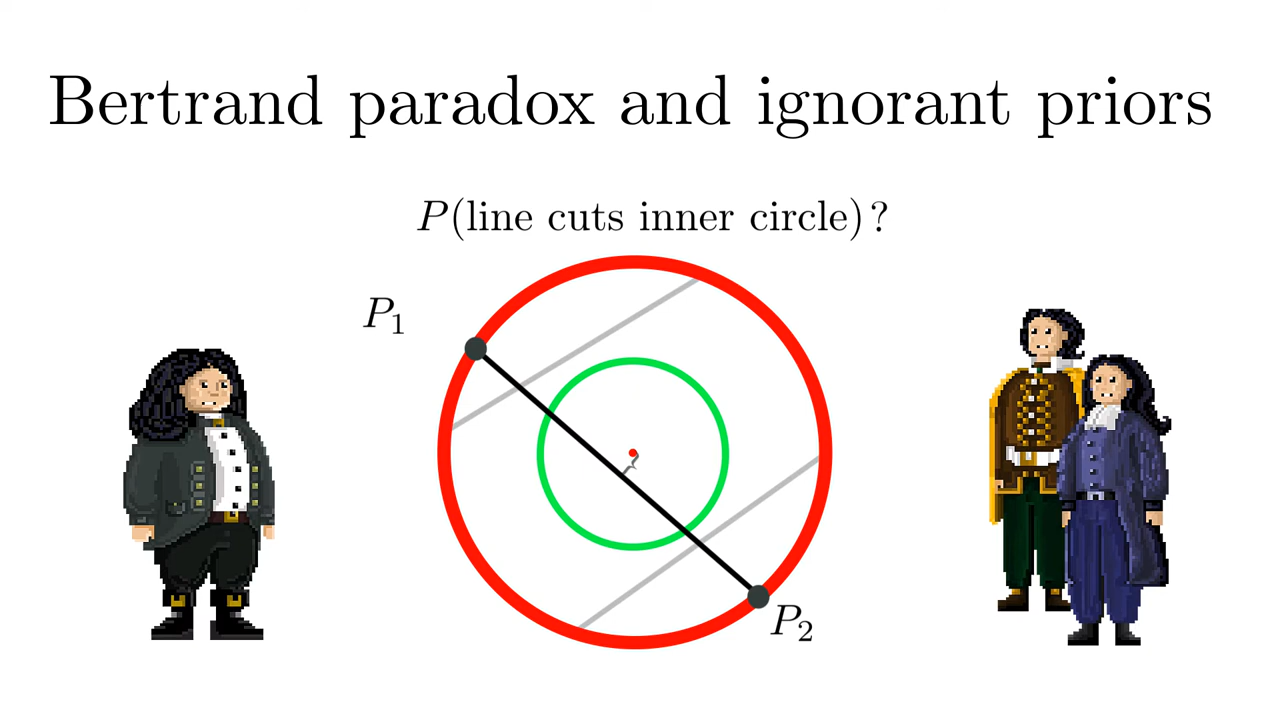 Bertrand paradox and ignorant priors
P(line cuts inner circle)?
P₁
P₂